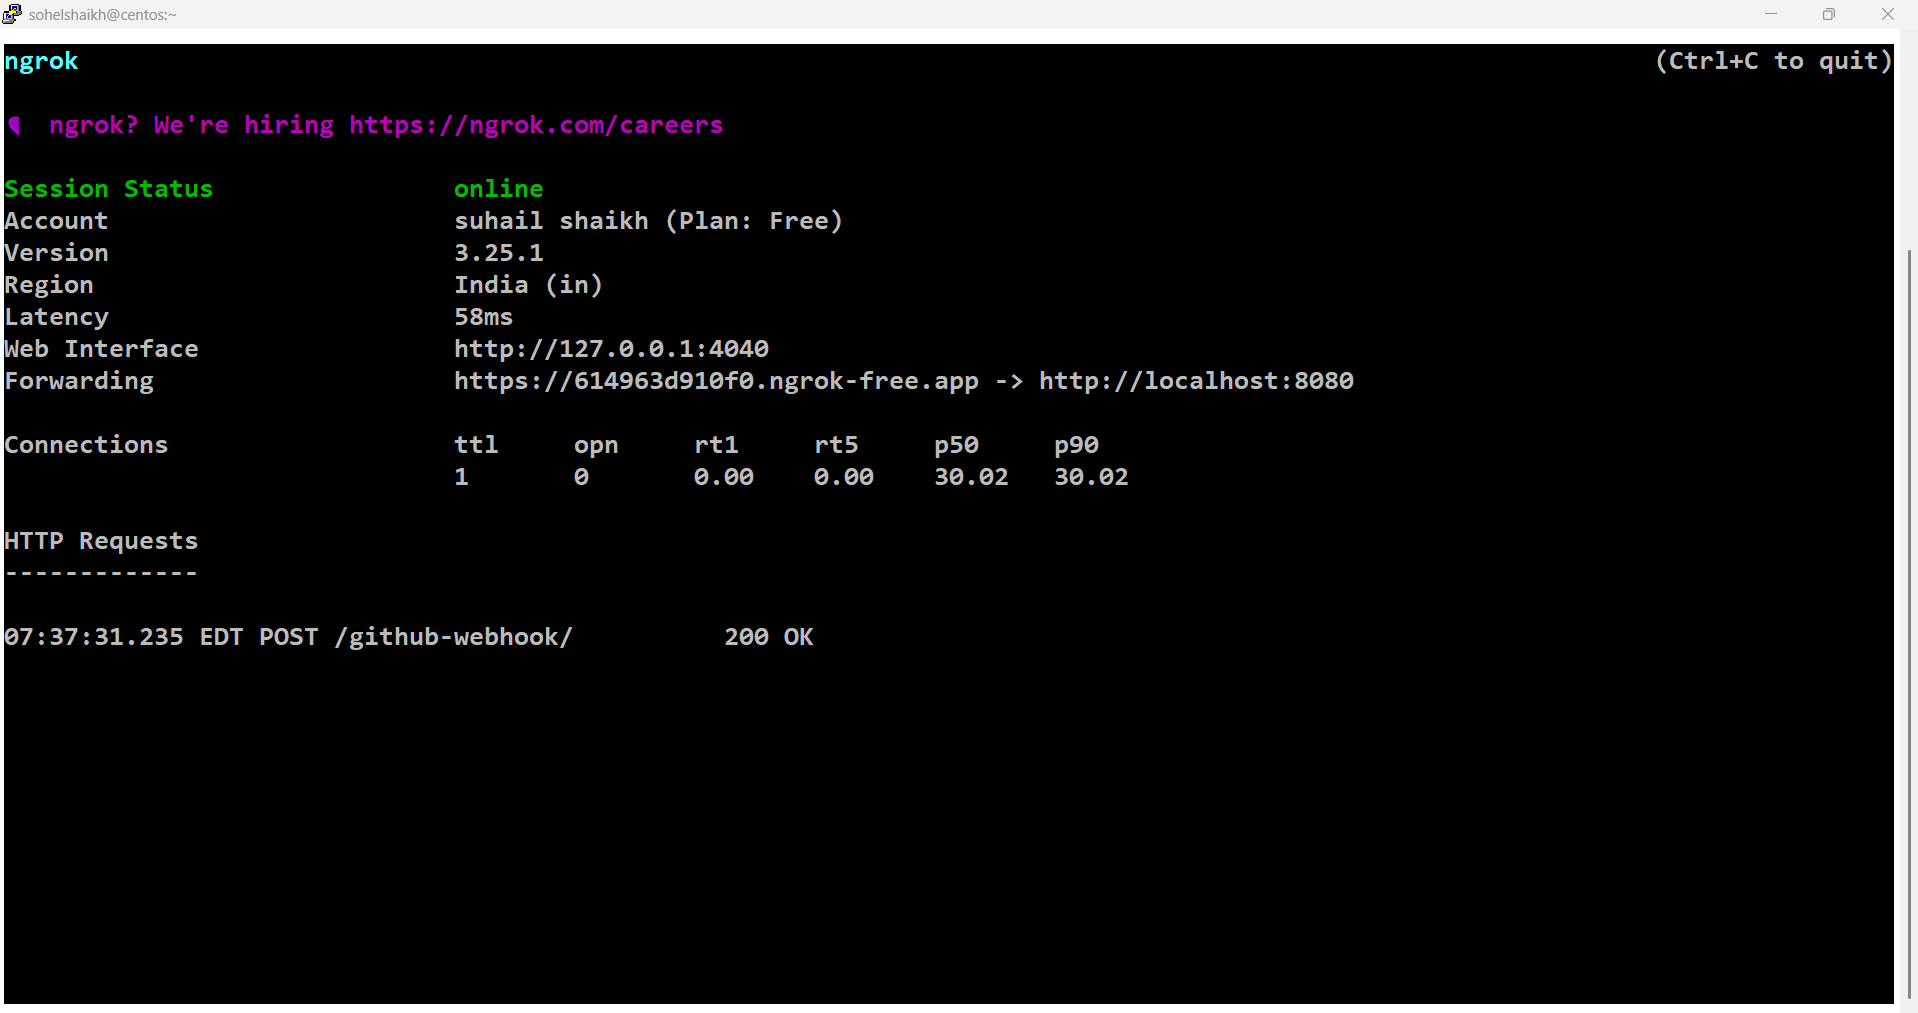 sohelshaikh@centos:~
ngrok (Ctrl+C to quit)
ngrok? We're hiring https://ngrok.com/careers
Session Status online
Account suhail shaikh (Plan: Free)
Version 3.25.1
Region India (in)
Latency 58ms
Web Interface http://127.0.0.1:4040
Forwarding https://614963d910f0.ngrok-free.app -> http://localhost:8080
Connections ttl opn rt1 rt5 p50 p90
1 0 0.00 0.00 30.02 30.02
HTTP Requests
-------------
07:37:31.235 EDT POST /github-webhook/ 200 OK